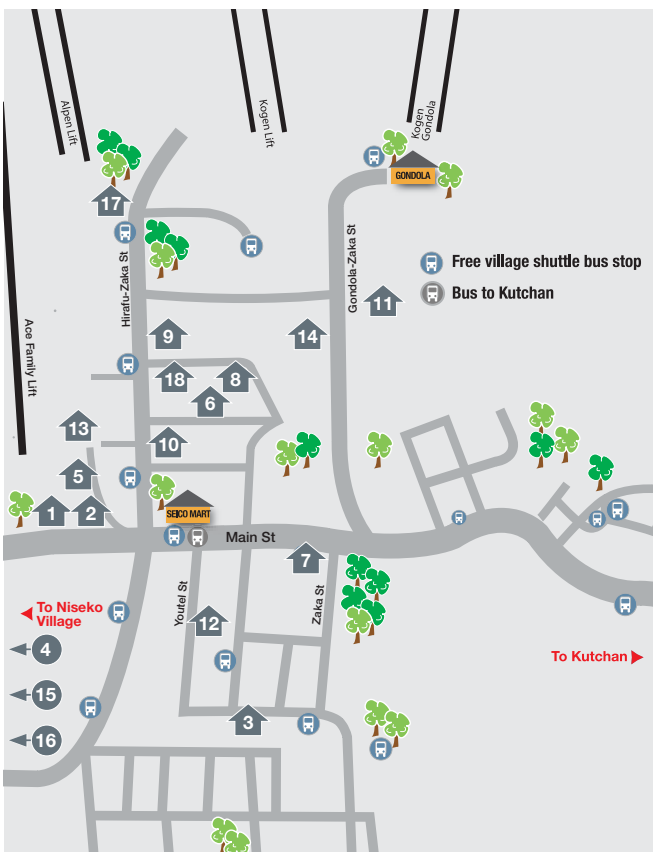 Alpen Lift
Kogen Lift
Kogen
Gondola
GONDOLA
17
Hirafu-Zaka St
Gondola-Zaka St
Free village shuttle bus stop
Bus to Kutchan
11
Ace Family Lift
9
14
18
8
6
13
10
5
1
2
SEICO MART
Main St
7
Youtel St
Zaka St
12
To Niseko
Village
4
To Kutchan
15
3
16